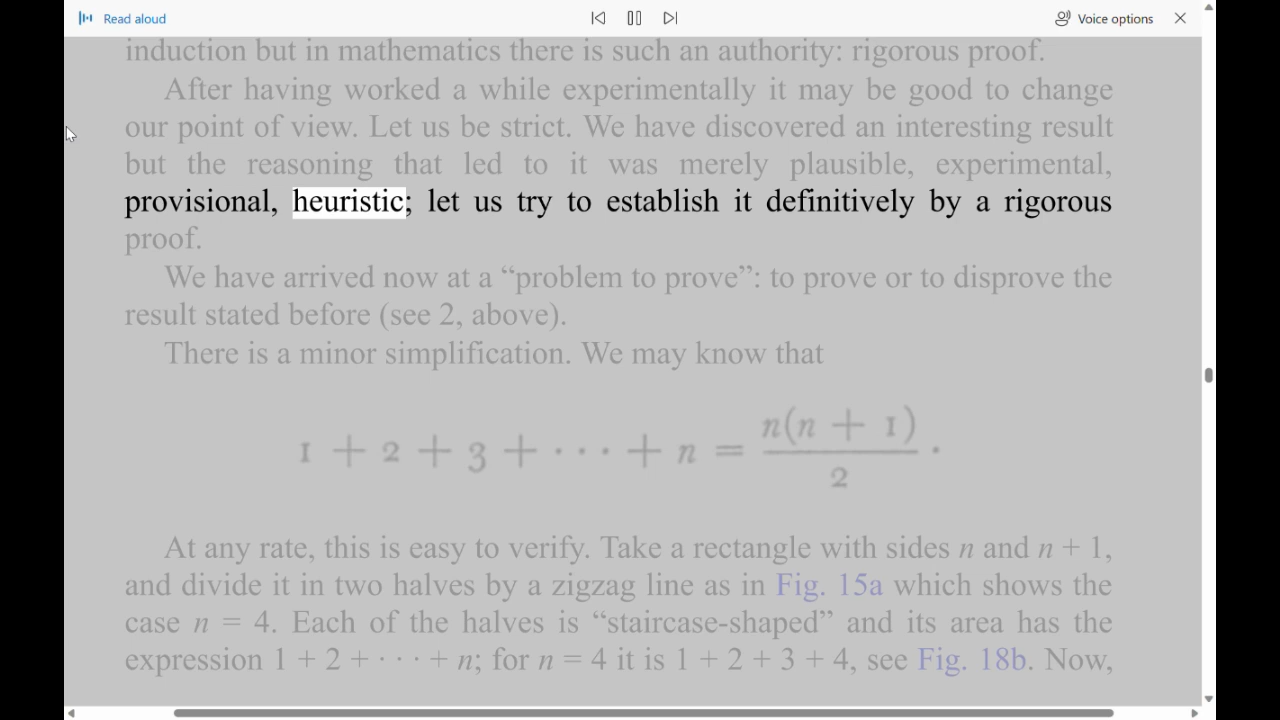 Read aloud
Voice options
induction but in mathematics there is such an authority: rigorous proof.
After having worked a while experimentally it may be good to change
our point of view. Let us be strict. We have discovered an interesting result
but the reasoning that led to it was merely plausible, experimental,
provisional, heuristic; let us try to establish it definitively by a rigorous
proof.
We have arrived now at a “problem to prove”: to prove or to disprove the
result stated before (see 2, above).
There is a minor simplification. We may know that
1 + 2 + 3 + · · · + n = n(n + 1) / 2 .
At any rate, this is easy to verify. Take a rectangle with sides n and n + 1,
and divide it in two halves by a zigzag line as in Fig. 15a which shows the
case n = 4. Each of the halves is “staircase-shaped” and its area has the
expression 1 + 2 + · · · + n; for n = 4 it is 1 + 2 + 3 + 4, see Fig. 18b. Now,